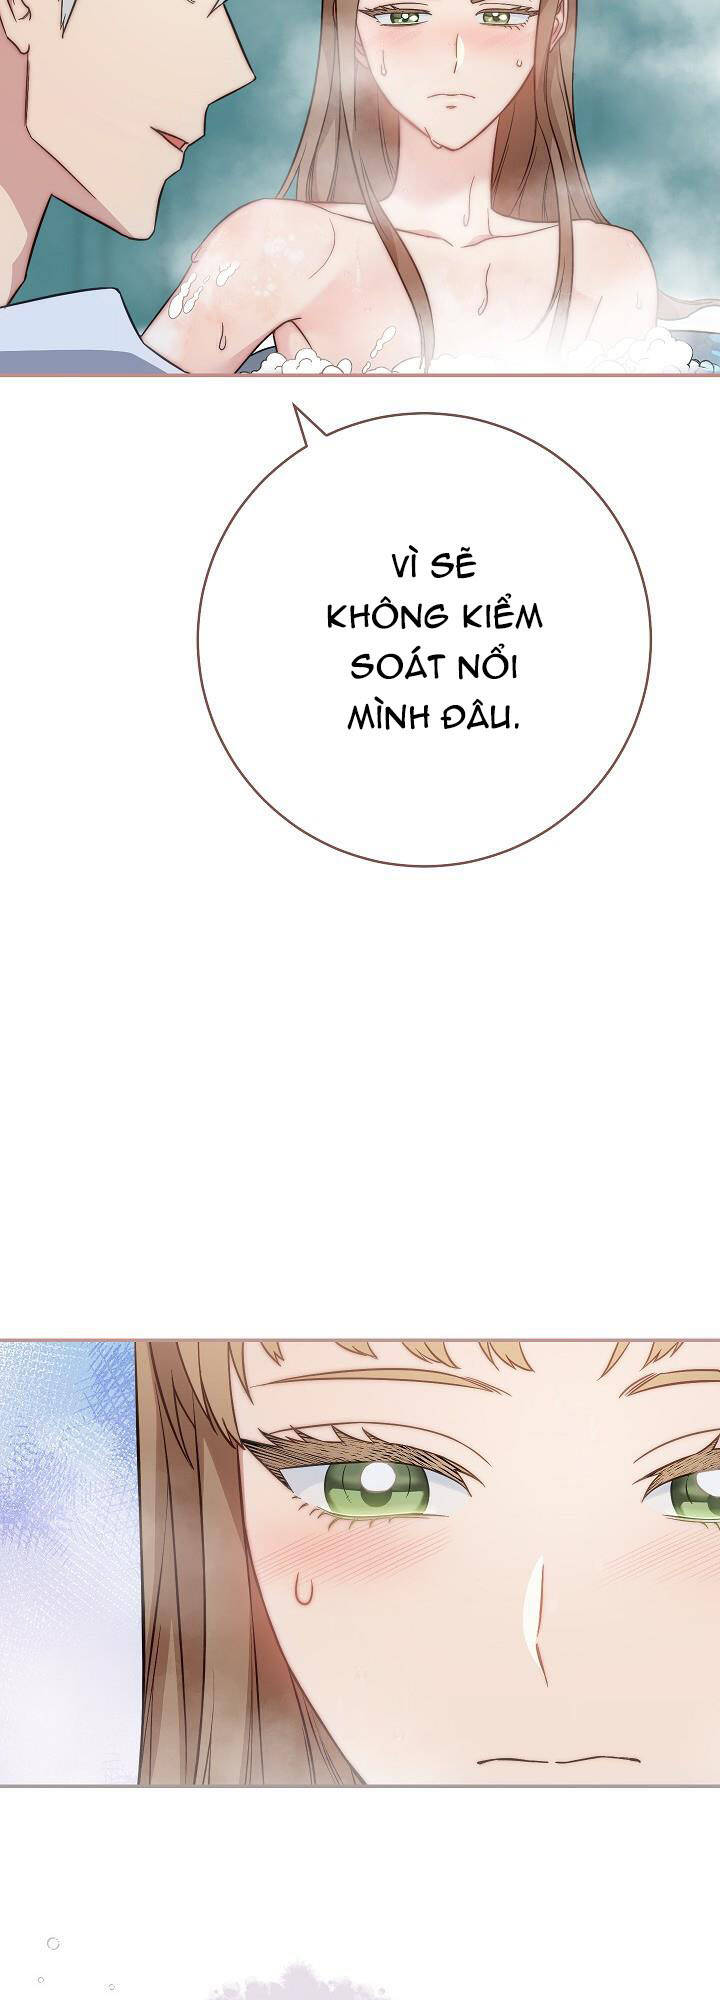 VÌ SẼ
KHÔNG KIỂM
SOÁT NỔI
MÌNH ĐÂU.